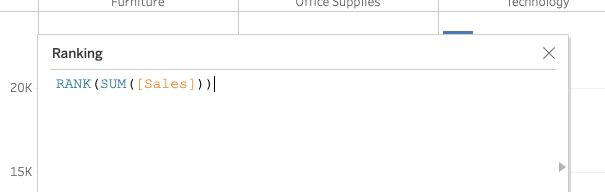 Furniture Office Supplies Technology
Ranking
RANK(SUM([Sales]))
20K
15K